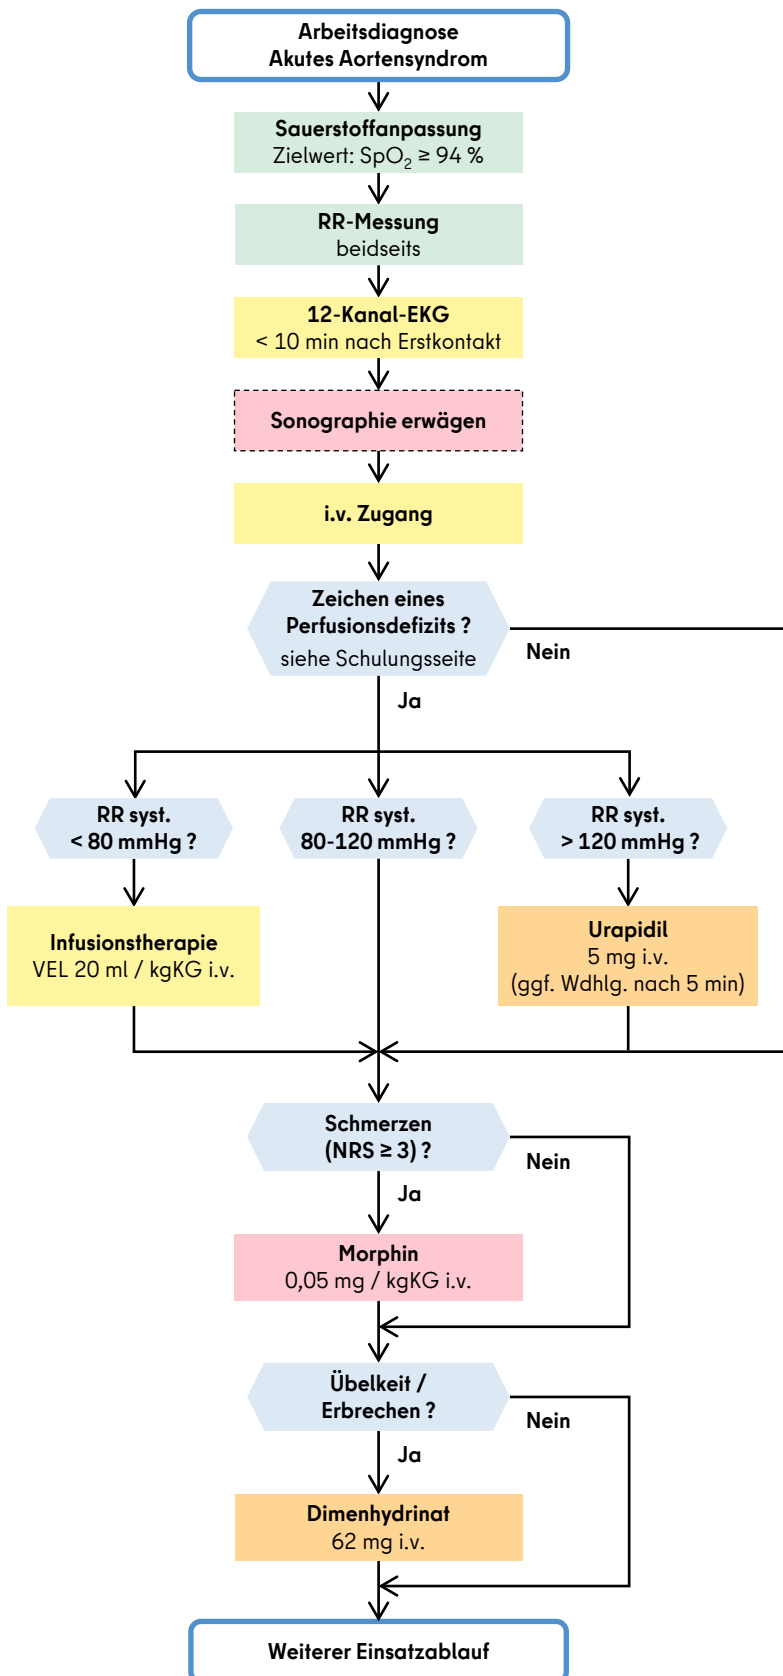 Arbeitsdiagnose
Akutes Aortensyndrom
Sauerstoffanpassung
Zielwert: SpO₂ ≥ 94 %
RR-Messung
beidseits
12-Kanal-EKG
< 10 min nach Erstkontakt
Sonographie erwägen
i.v. Zugang
Zeichen eines
Perfusionsdefizits ?
siehe Schulungsseite
Nein
Ja
RR syst.
< 80 mmHg ?
RR syst.
80-120 mmHg ?
RR syst.
> 120 mmHg ?
Infusionstherapie
VEL 20 ml / kgKG i.v.
Urapidil
5 mg i.v.
(ggf. Wdhlg. nach 5 min)
Schmerzen
(NRS ≥ 3) ?
Nein
Ja
Morphin
0,05 mg / kgKG i.v.
Übelkeit /
Erbrechen ?
Nein
Ja
Dimenhydrinat
62 mg i.v.
Weiterer Einsatzablauf